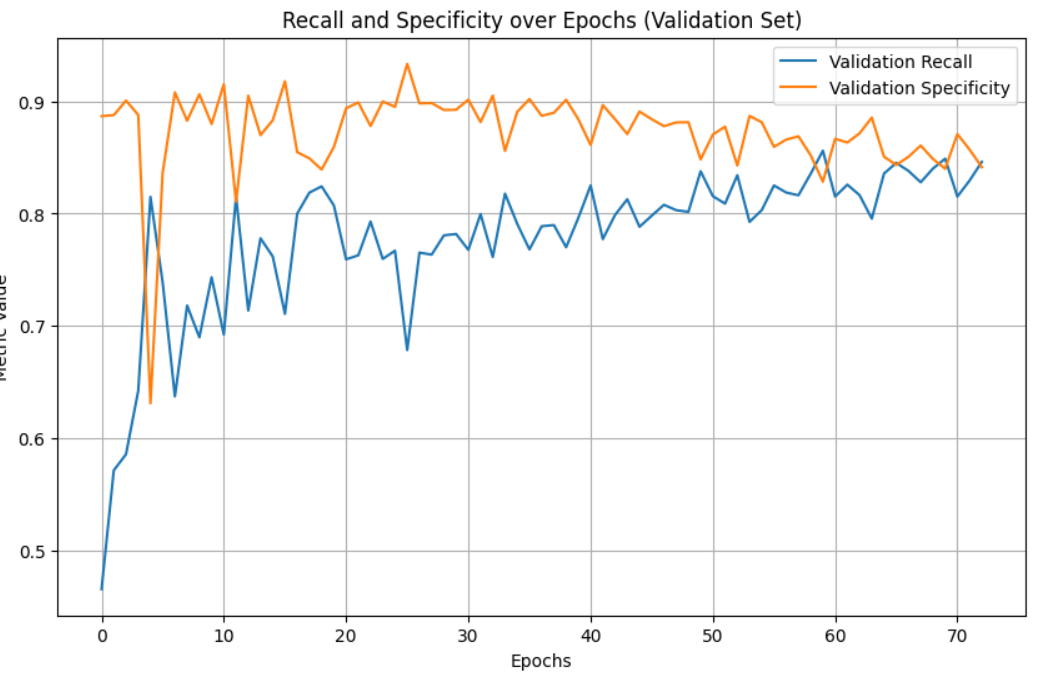 Recall and Specificity over Epochs (Validation Set)
Validation Recall
Validation Specificity
0.9
0.8
0.7
0.6
0.5
Metric Value
0 10 20 30 40 50 60 70
Epochs